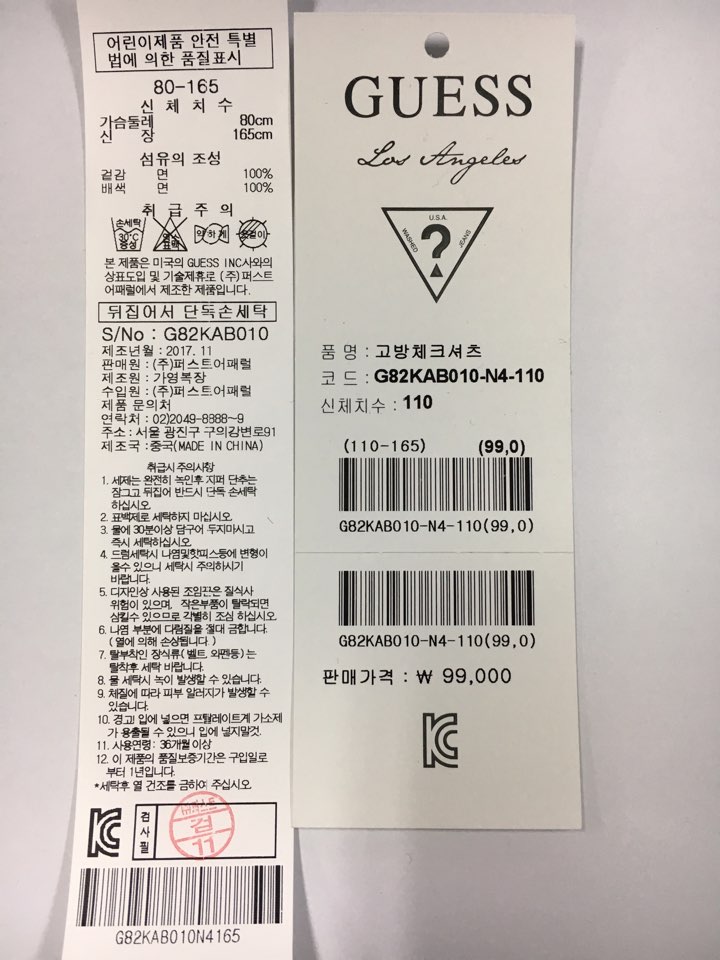 어린이제품 안전 특별
법에 의한 품질표시
80-165
신 체 치 수
가슴둘레 80cm
신 장 165cm
섬유의 조성
겉감 면 100%
배색 면 100%
취 급 주 의
손세탁
30°C
중성
염소
표백
약하게
옷걸이
본 제품은 미국의 GUESS INC사와의
상표도입 및 기술제휴로 (주)퍼스트
어패럴에서 제조한 제품입니다.
뒤집어서 단독손세탁
S/No : G82KAB010
제조년월 : 2017. 11
판매원 : (주)퍼스트어패럴
제조원 : 가영복장
수입원 : (주)퍼스트어패럴
제품 문의처
연락처 : 02)2049-8888~9
주소 : 서울 광진구 구의강변로91
제조국 : 중국(MADE IN CHINA)
취급시 주의사항
1. 세제는 완전히 녹인후 지퍼 단추는
잠그고 뒤집어 반드시 단독 손세탁
하십시오.
2. 표백제로 세탁하지 마십시오.
3. 물에 30분이상 담구어 두지마시고
즉시 세탁하십시오.
4. 드럼세탁시 나염및핫피스등에 변형이
올수 있으니 세탁시 주의하시기
바랍니다.
5. 디자인상 사용된 조임끈은 질식사
위험이 있으며, 작은부품이 탈락되면
삼킬수 있으므로 각별히 조심 하십시오.
6. 나염 부분에 다림질을 절대 금합니다.
( 열에 의해 손상됩니다 )
7. 탈부착인 장식류( 벨트, 와펜등) 는
탈착후 세탁 바랍니다.
8. 물 세탁시 녹이 발생할 수 있습니다.
9. 체질에 따라 피부 알러지가 발생할 수
있습니다.
10. 경고! 입에 넣으면 프탈레이트계 가소제
가 용출될 수 있으니 입에 넣지말것.
11. 사용연령: 36개월 이상
12. 이 제품의 품질보증기간은 구입일로
부터 1년입니다.
*세탁후 열 건조를 금하여 주십시오.
KC
검사필
검
11
G82KAB010N4165
GUESS
Los Angeles
U.S.A.
WASHED
?
JEANS
품 명 : 고방체크셔츠
코 드 : G82KAB010-N4-110
신체치수 : 110
(110-165) (99,0)
G82KAB010-N4-110(99,0)
G82KAB010-N4-110(99,0)
판매가격 : ₩ 99,000
KC